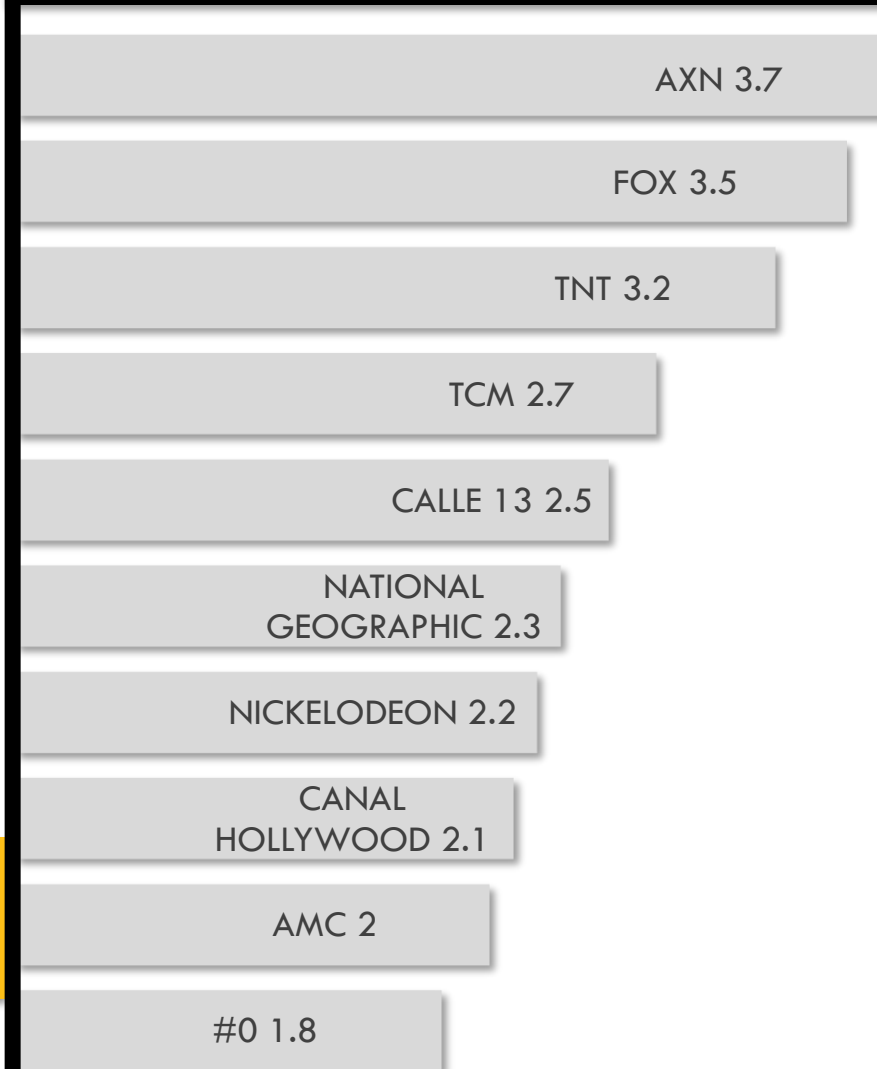 AXN 3.7
FOX 3.5
TNT 3.2
TCM 2.7
CALLE 13 2.5
NATIONAL
GEOGRAPHIC 2.3
NICKELODEON 2.2
CANAL
HOLLYWOOD 2.1
AMC 2
#0 1.8